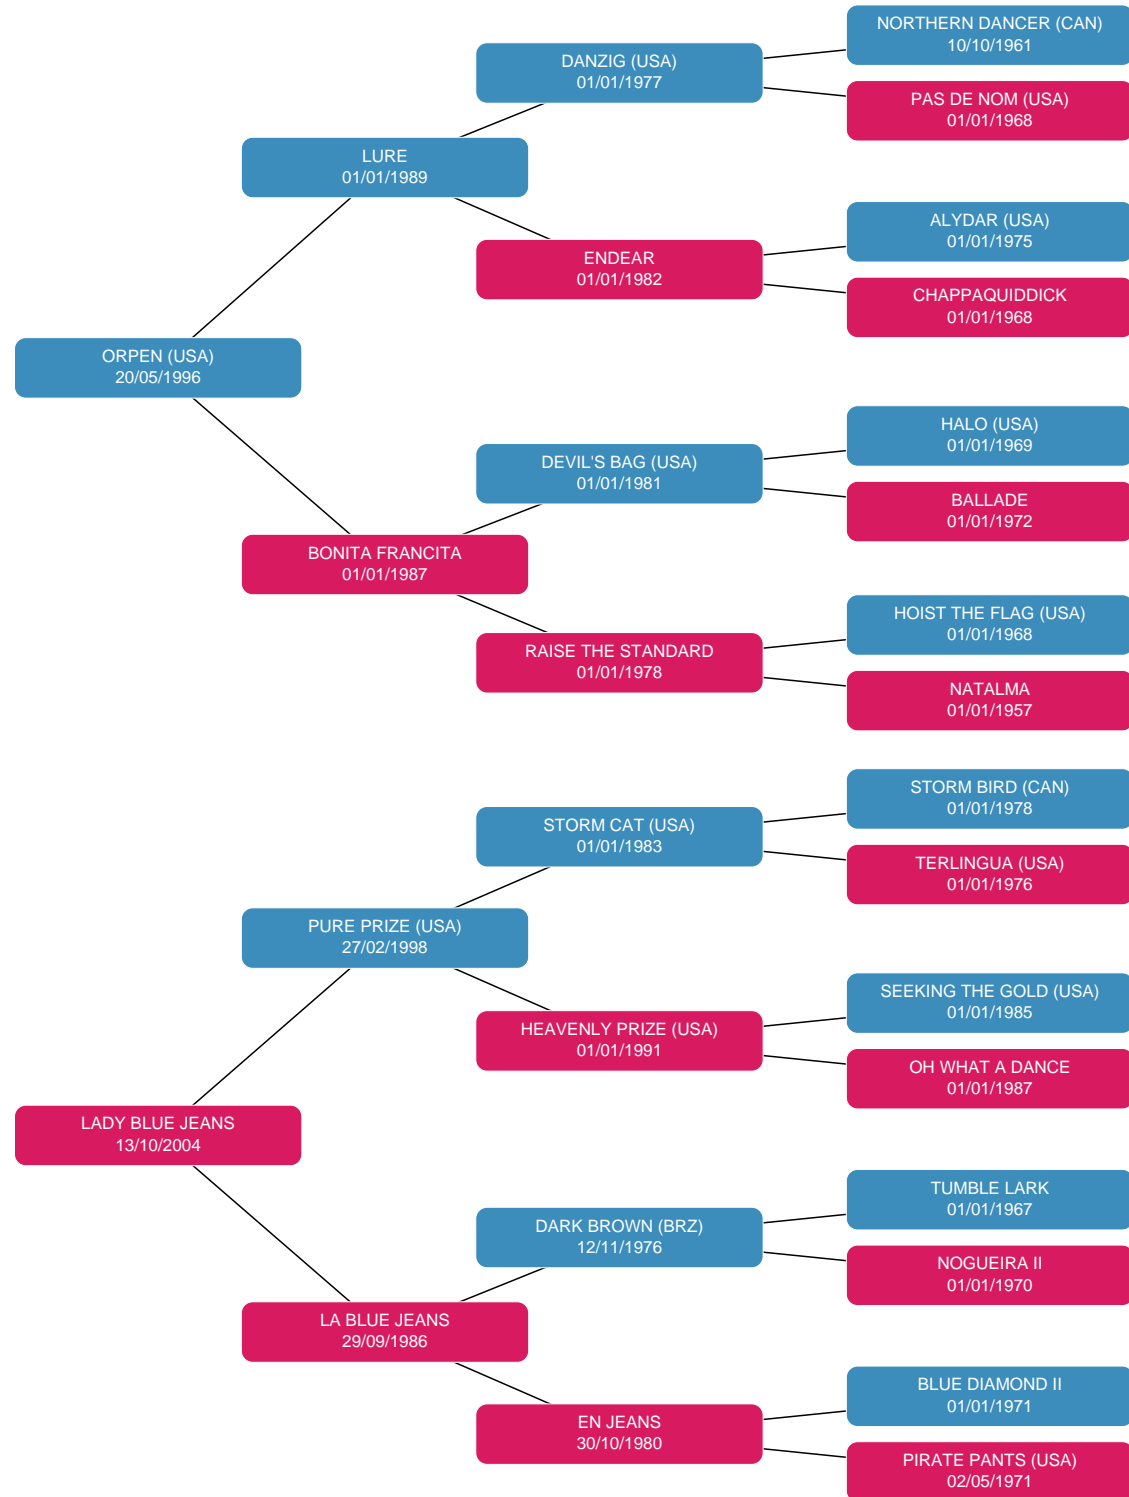 NORTHERN DANCER (CAN)
10/10/1961
DANZIG (USA)
01/01/1977
PAS DE NOM (USA)
01/01/1968
LURE
01/01/1989
ALYDAR (USA)
01/01/1975
ENDEAR
01/01/1982
CHAPPAQUIDDICK
01/01/1968
ORPEN (USA)
20/05/1996
HALO (USA)
01/01/1969
DEVIL'S BAG (USA)
01/01/1981
BALLADE
01/01/1972
BONITA FRANCITA
01/01/1987
HOIST THE FLAG (USA)
01/01/1968
RAISE THE STANDARD
01/01/1978
NATALMA
01/01/1957
STORM BIRD (CAN)
01/01/1978
STORM CAT (USA)
01/01/1983
TERLINGUA (USA)
01/01/1976
PURE PRIZE (USA)
27/02/1998
SEEKING THE GOLD (USA)
01/01/1985
HEAVENLY PRIZE (USA)
01/01/1991
OH WHAT A DANCE
01/01/1987
LADY BLUE JEANS
13/10/2004
TUMBLE LARK
01/01/1967
DARK BROWN (BRZ)
12/11/1976
NOGUEIRA II
01/01/1970
LA BLUE JEANS
29/09/1986
BLUE DIAMOND II
01/01/1971
EN JEANS
30/10/1980
PIRATE PANTS (USA)
02/05/1971